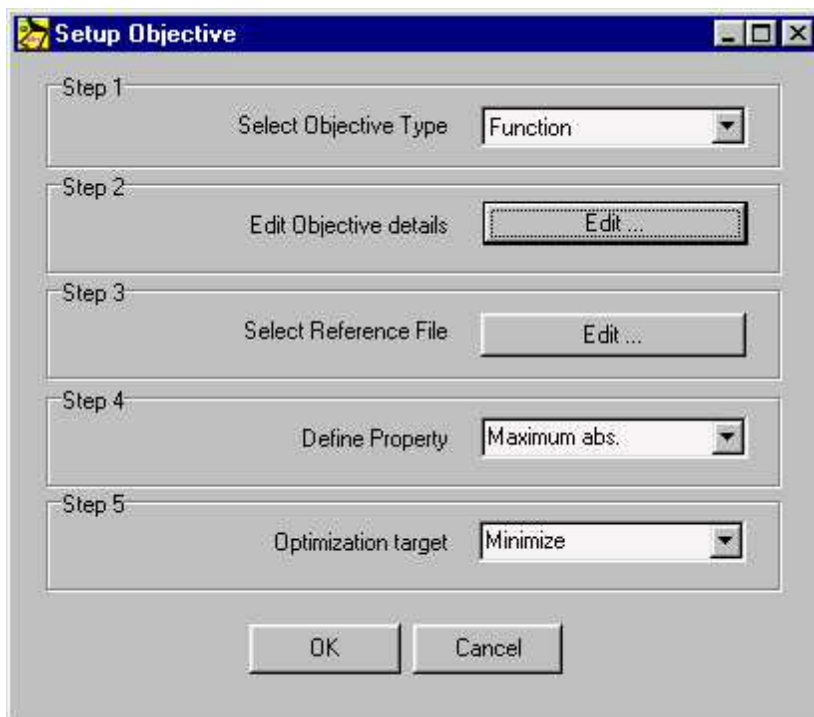 Setup Objective
Step 1
Select Objective Type Function
Step 2
Edit Objective details Edit ...
Step 3
Select Reference File Edit ...
Step 4
Define Property Maximum abs.
Step 5
Optimization target Minimize
OK Cancel